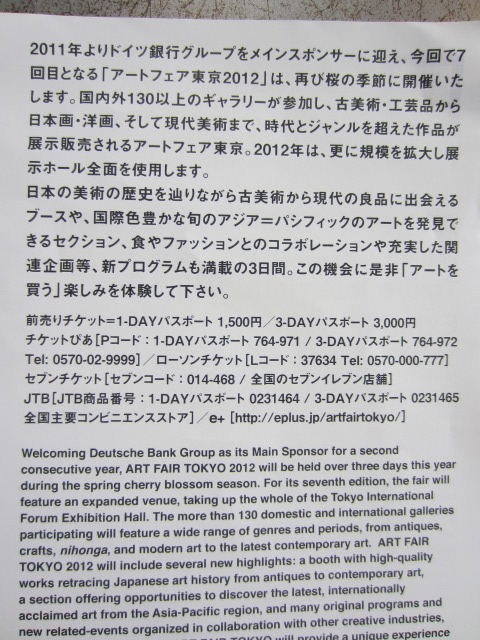 2011年よりドイツ銀行グループをメインスポンサーに迎え、今回で7
回目となる「アートフェア東京2012」は、再び桜の季節に開催いた
します。国内外130以上のギャラリーが参加し、古美術・工芸品から
日本画・洋画、そして現代美術まで、時代とジャンルを超えた作品が
展示販売されるアートフェア東京。2012年は、更に規模を拡大し展
示ホール全面を使用します。
日本の美術の歴史を辿りながら古美術から現代の良品に出会える
ブースや、国際色豊かな旬のアジア=パシフィックのアートを発見で
きるセクション、食やファッションとのコラボレーションや充実した関
連企画等、新プログラムも満載の3日間。この機会に是非「アートを
買う」楽しみを体験して下さい。
前売りチケット=1-DAYパスポート 1,500円/3-DAYパスポート 3,000円
チケットぴあ[Pコード:1-DAYパスポート 764-971 / 3-DAYパスポート 764-972
Tel: 0570-02-9999]/ローソンチケット[Lコード:37634 Tel: 0570-000-777]
セブンチケット[セブンコード:014-468 / 全国のセブンイレブン店舗]
JTB[JTB商品番号:1-DAYパスポート 0231464 / 3-DAYパスポート 0231465
全国主要コンビニエンスストア]/e+ [http://eplus.jp/artfairtokyo/]
Welcoming Deutsche Bank Group as its Main Sponsor for a second
consecutive year, ART FAIR TOKYO 2012 will be held over three days this year
during the spring cherry blossom season. For its seventh edition, the fair will
feature an expanded venue, taking up the whole of the Tokyo International
Forum Exhibition Hall. The more than 130 domestic and international galleries
participating will feature a wide range of genres and periods, from antiques,
crafts, nihonga, and modern art to the latest contemporary art. ART FAIR
TOKYO 2012 will include several new highlights: a booth with high-quality
works retracing Japanese art history from antiques to contemporary art,
a section offering opportunities to discover the latest, internationally
acclaimed art from the Asia-Pacific region, and many original programs and
new related-events organized in collaboration with other creative industries,
ART FAIR TOKYO will provide a unique experience